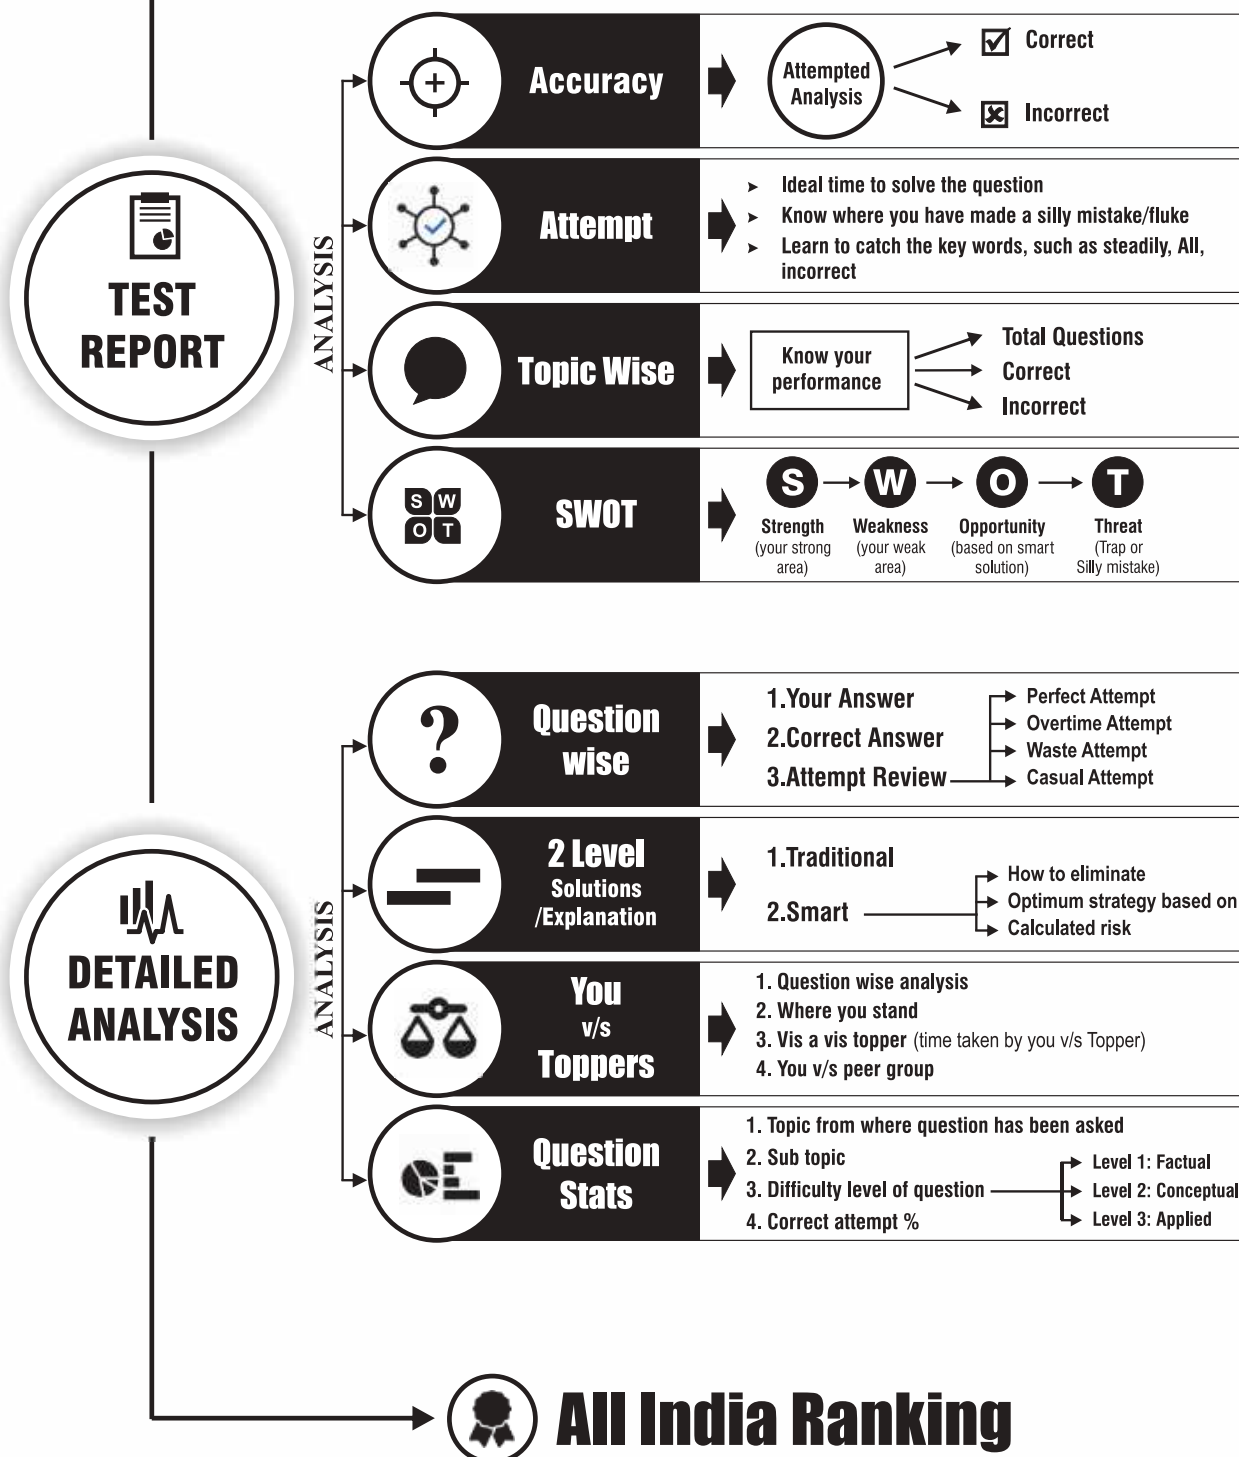 TEST
REPORT
ANALYSIS
Accuracy
Attempted
Analysis
Correct
Incorrect
Attempt
➤ Ideal time to solve the question
➤ Know where you have made a silly mistake/fluke
➤ Learn to catch the key words, such as steadily, All,
incorrect
Topic Wise
Know your
performance
Total Questions
Correct
Incorrect
S W
O T
SWOT
S W O T
Strength Weakness Opportunity Threat
(your strong (your weak (based on smart (Trap or
area) area) solution) Silly mistake)
DETAILED
ANALYSIS
ANALYSIS
?
Question
wise
1.Your Answer
2.Correct Answer
3.Attempt Review
Perfect Attempt
Overtime Attempt
Waste Attempt
Casual Attempt
2 Level
Solutions
/Explanation
1.Traditional
2.Smart
How to eliminate
Optimum strategy based on
Calculated risk
You
v/s
Toppers
1. Question wise analysis
2. Where you stand
3. Vis a vis topper (time taken by you v/s Topper)
4. You v/s peer group
Question
Stats
1. Topic from where question has been asked
2. Sub topic
3. Difficulty level of question
4. Correct attempt %
Level 1: Factual
Level 2: Conceptual
Level 3: Applied
All India Ranking